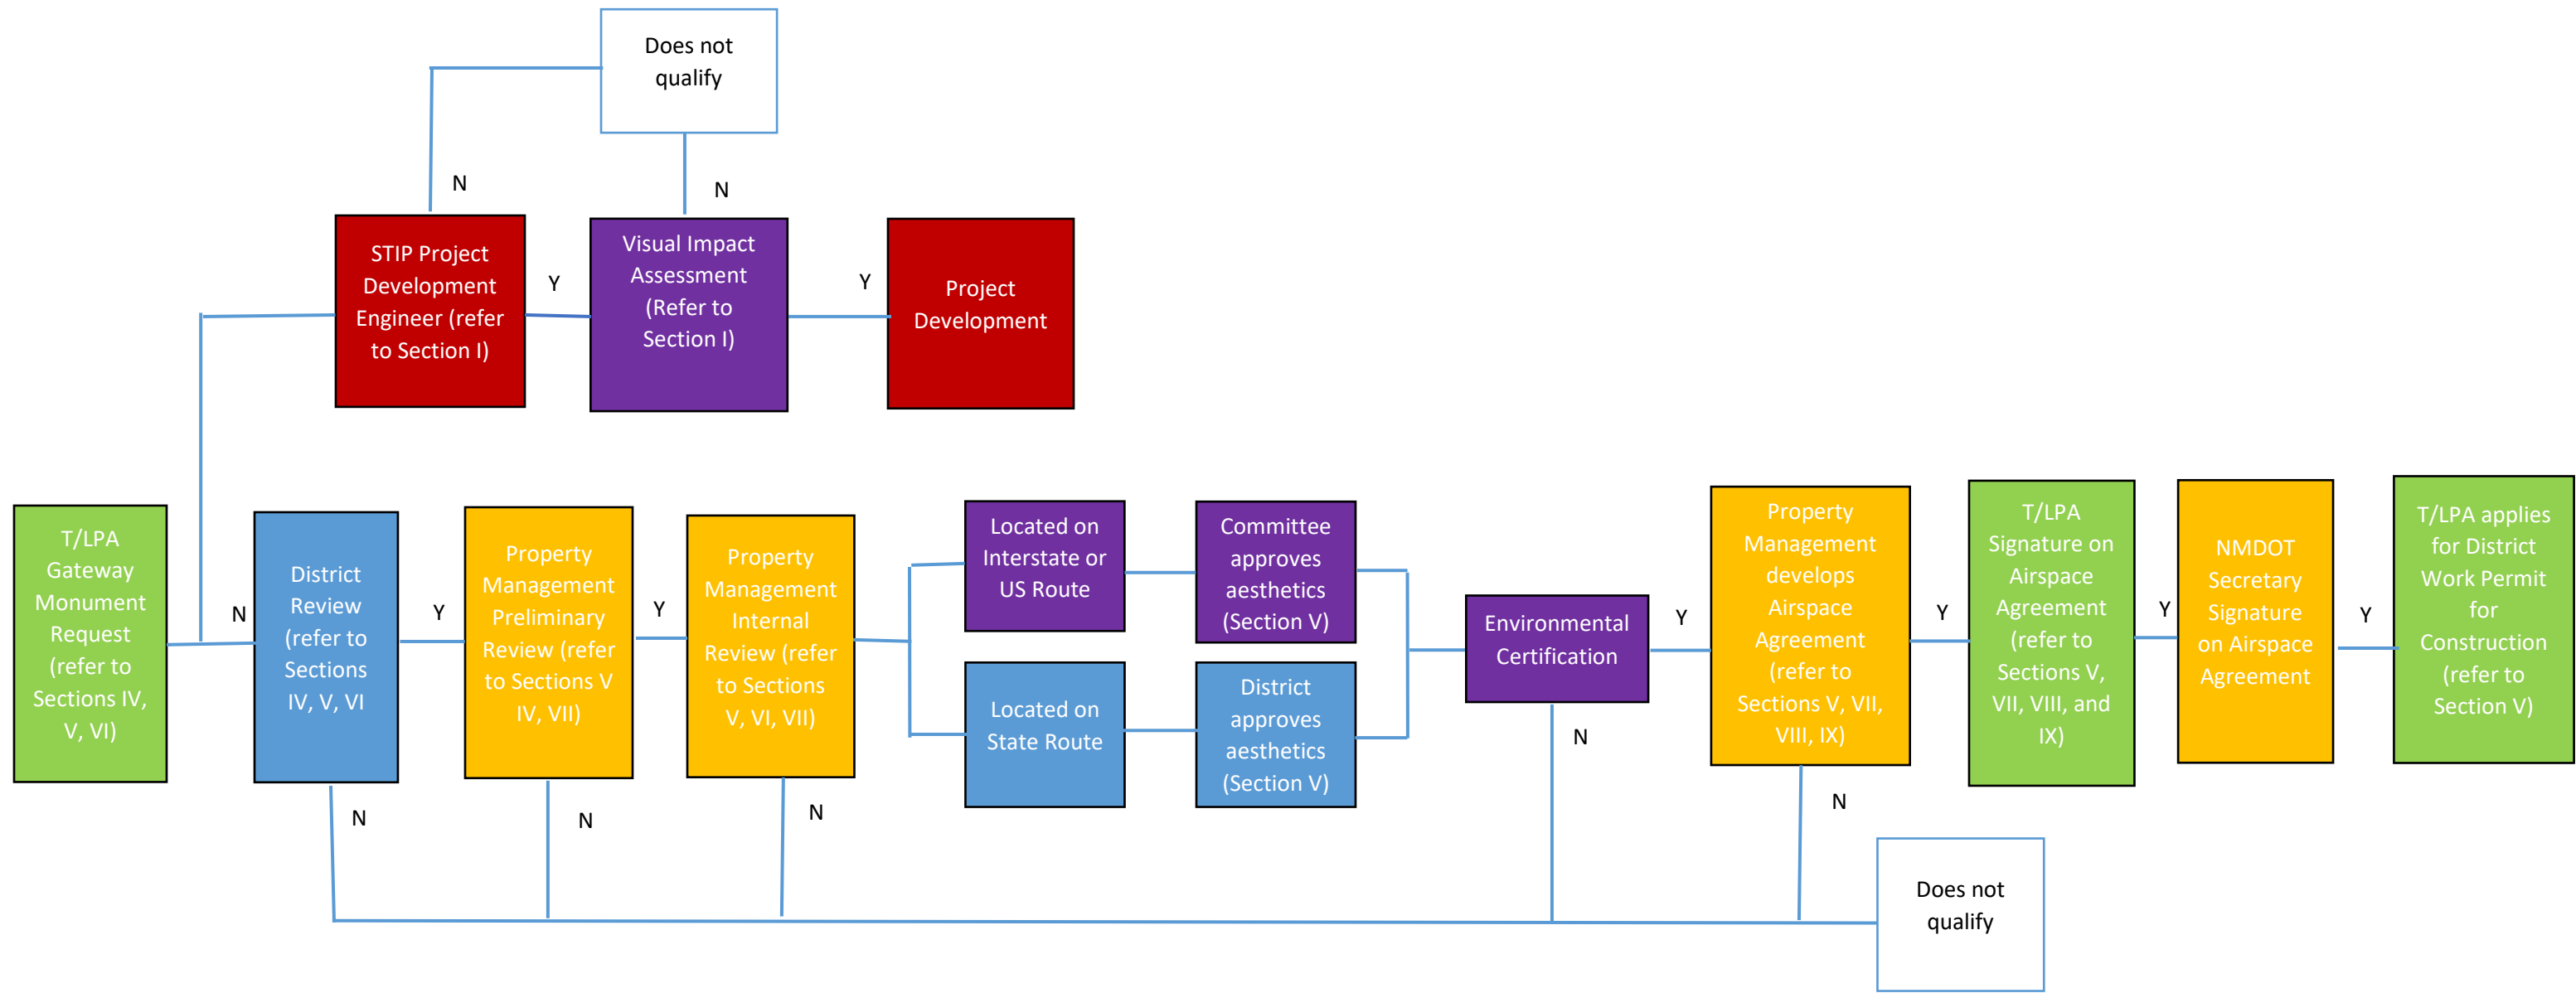 Does not
qualify
N
N
STIP Project
Development
Engineer (refer
to Section I)
Y
Visual Impact
Assessment
(Refer to
Section I)
Y
Project
Development
T/LPA
Gateway
Monument
Request
(refer to
Sections IV,
V, VI)
N
District
Review
(refer to
Sections
IV, V, VI
Y
Property
Management
Preliminary
Review (refer
to Sections V
IV, VII)
Y
Property
Management
Internal
Review (refer
to Sections
V, VI, VII)
Located on
Interstate or
US Route
Committee
approves
aesthetics
(Section V)
Located on
State Route
District
approves
aesthetics
(Section V)
Environmental
Certification
Y
Property
Management
develops
Airspace
Agreement
(refer to
Sections V, VII,
VIII, IX)
Y
T/LPA
Signature on
Airspace
Agreement
(refer to
Sections V,
VII, VIII, and
IX)
Y
NMDOT
Secretary
Signature
on Airspace
Agreement
Y
T/LPA applies
for District
Work Permit
for
Construction
(refer to
Section V)
N
N
N
N
N
Does not
qualify